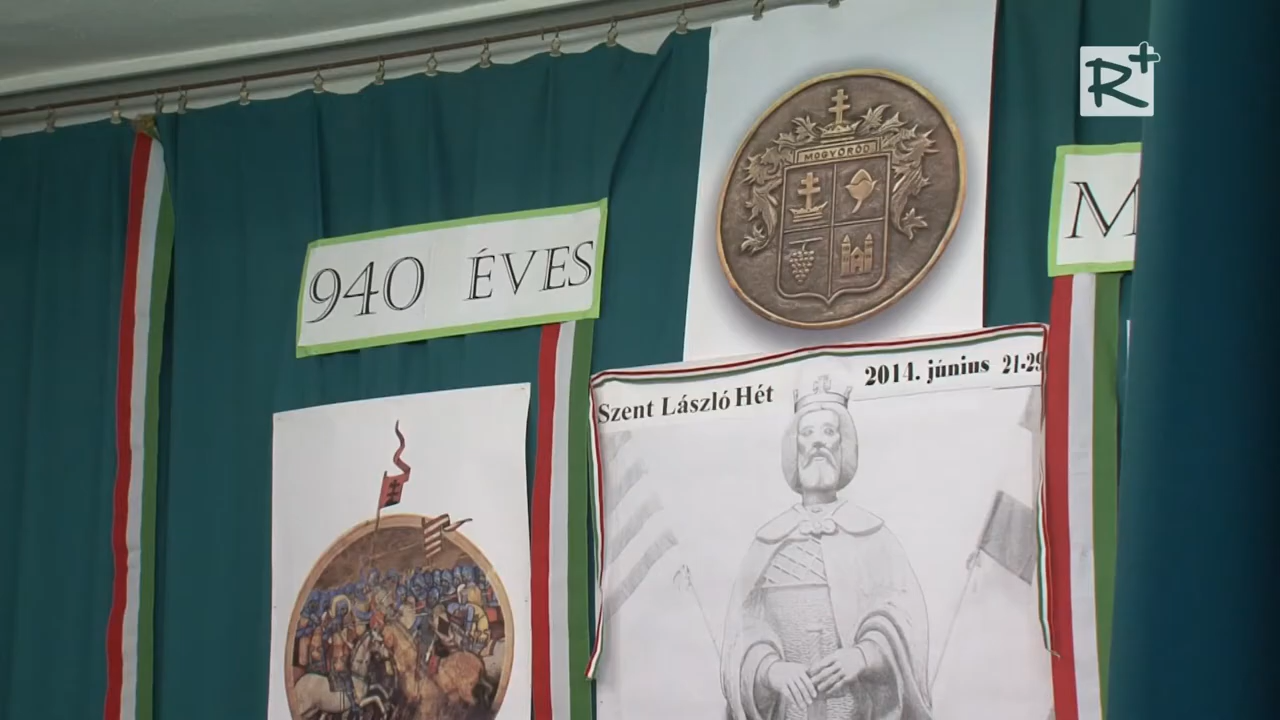 R+
MOGYORÓD
940 ÉVES
M
Szent László Hét
2014. június 21-29